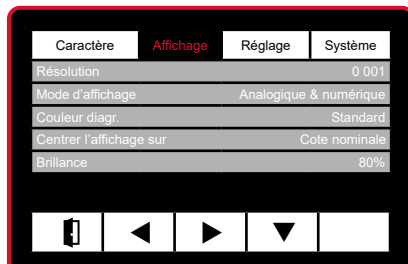 Caractère Affichage Réglage Système
Résolution 0 001
Mode d'affichage Analogique & numérique
Couleur diagr. Standard
Centrer l'affichage sur Cote nominale
Brillance 80%